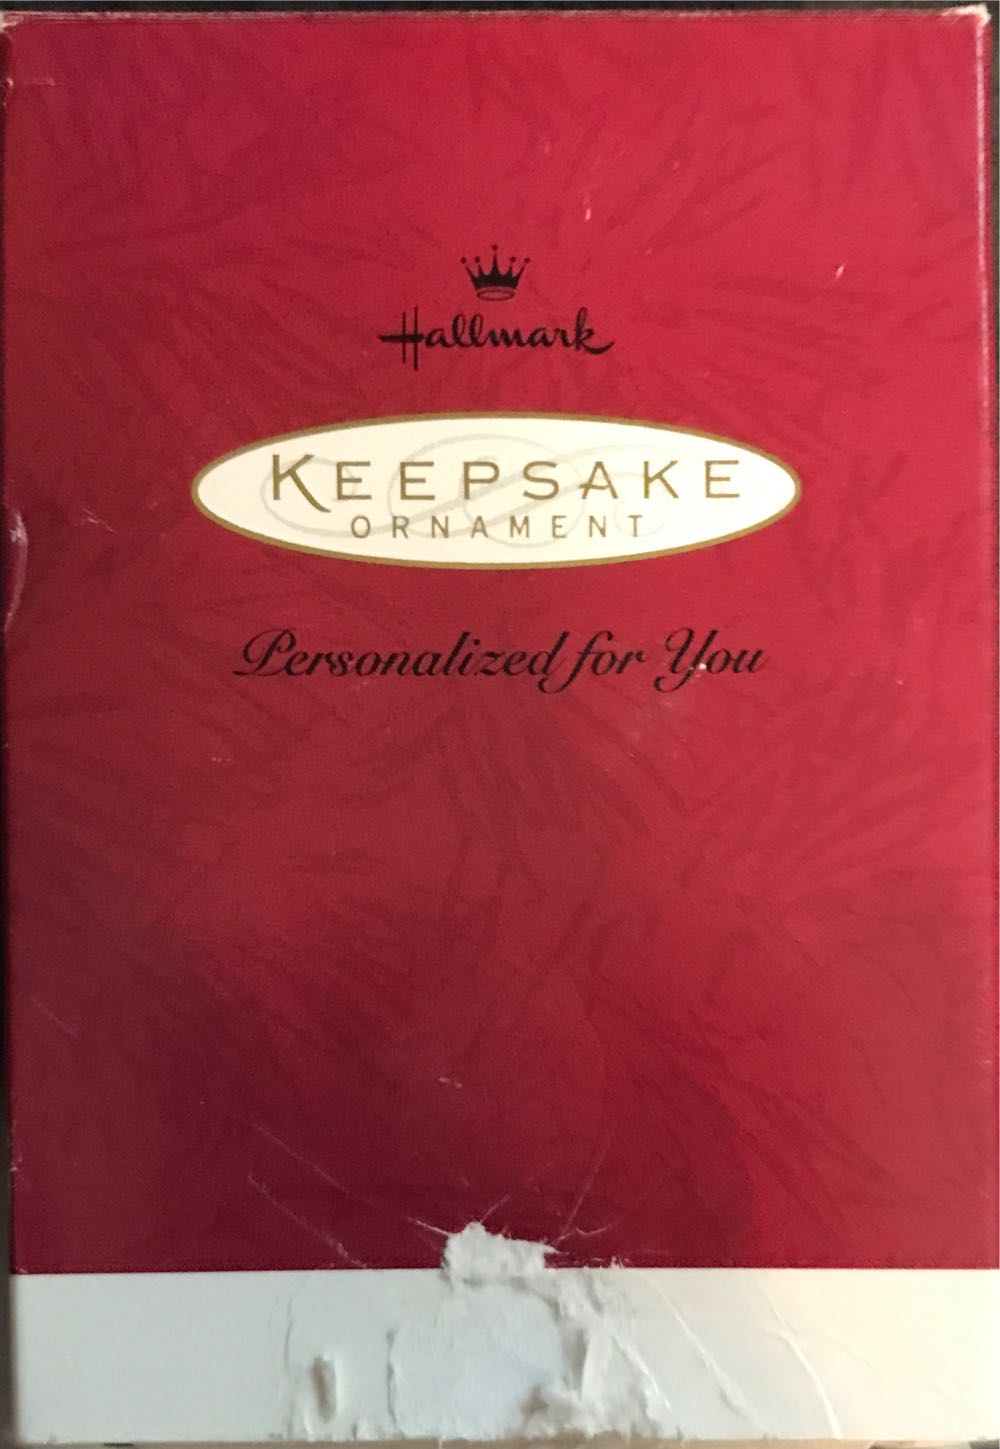 Hallmark
KEEPSAKE
ORNAMENT
Personalized for You